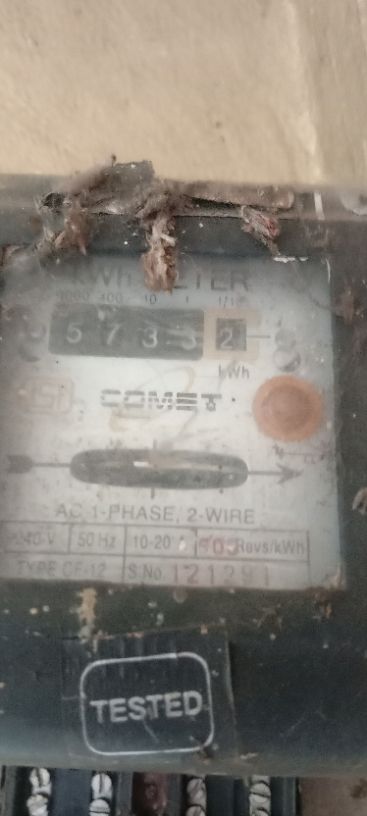 kWh METER
1000 100 10 1 1/10
5 7 3 3 2
kWh
ISI
COMET
AC 1-PHASE, 2-WIRE
240-V 50 Hz 10-20 Revs/kWh
TYPE CF-12 S.No. 121291
TESTED